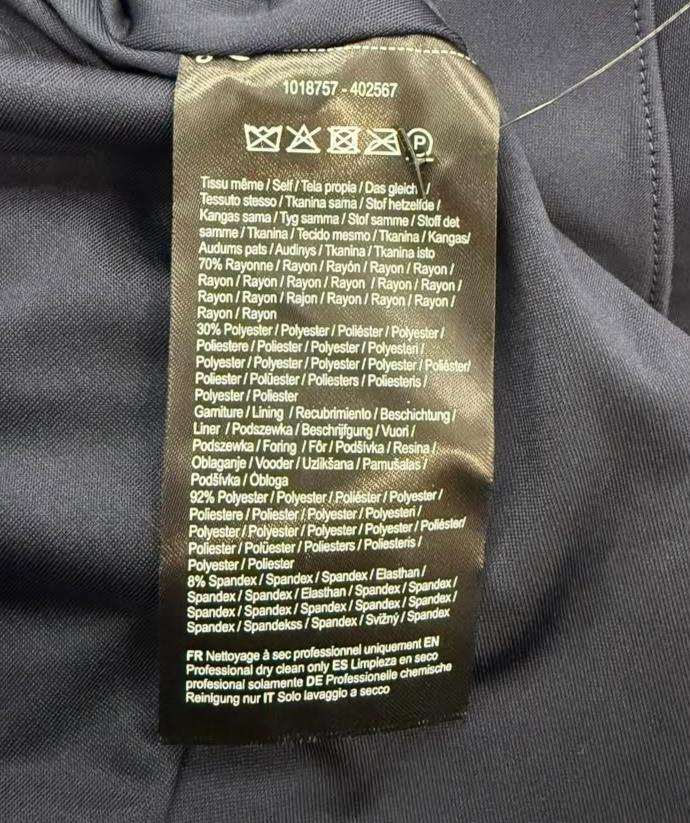 1018757 - 402567
P
Tissu même / Self / Tela propia / Das gleich /
Tessuto stesso / Tkanina sama / Stof hetzelfde /
Kangas sama / Tyg samma / Stof samme / Stoff det
samme / Tkanina / Tecido mesmo / Tkanina / Kangas/
Audums pats / Audinys / Tkanina / Tkanina isto
70% Rayonne / Rayon / Rayón / Rayon / Rayon /
Rayon / Rayon / Rayon / Rayon / Rayon / Rayon /
Rayon / Rayon / Rajon / Rayon / Rayon / Rayon /
Rayon / Rayon
30% Polyester / Polyester / Poliéster / Polyester /
Poliestere / Poliester / Polyester / Polyesteri /
Polyester / Polyester / Polyester / Polyester / Poliéster/
Poliester / Polüester / Poliesters / Poliesteris /
Polyester / Poliester
Garniture / Lining / Recubrimiento / Beschichtung /
Liner / Podszewka / Beschrijfgung / Vuori /
Podszewka / Foring / Fôr / Podšívka / Resina /
Oblaganje / Vooder / Uzlikšana / Pamušalas /
Podšívka / Obloga
92% Polyester / Polyester / Poliéster / Polyester /
Poliestere / Poliester / Polyester / Polyesteri /
Polyester / Polyester / Polyester / Polyester / Poliéster/
Poliester / Polüester / Poliesters / Poliesteris /
Polyester / Poliester
8% Spandex / Spandex / Spandex / Elasthan /
Spandex / Spandex / Elasthan / Spandex / Spandex /
Spandex / Spandex / Spandex / Spandex / Spandex /
Spandex / Spandekss / Spandex / Svižný / Spandex
FR Nettoyage à sec professionnel uniquement EN
Professional dry clean only ES Limpieza en seco
profesional solamente DE Professionelle chemische
Reinigung nur IT Solo lavaggio a secco